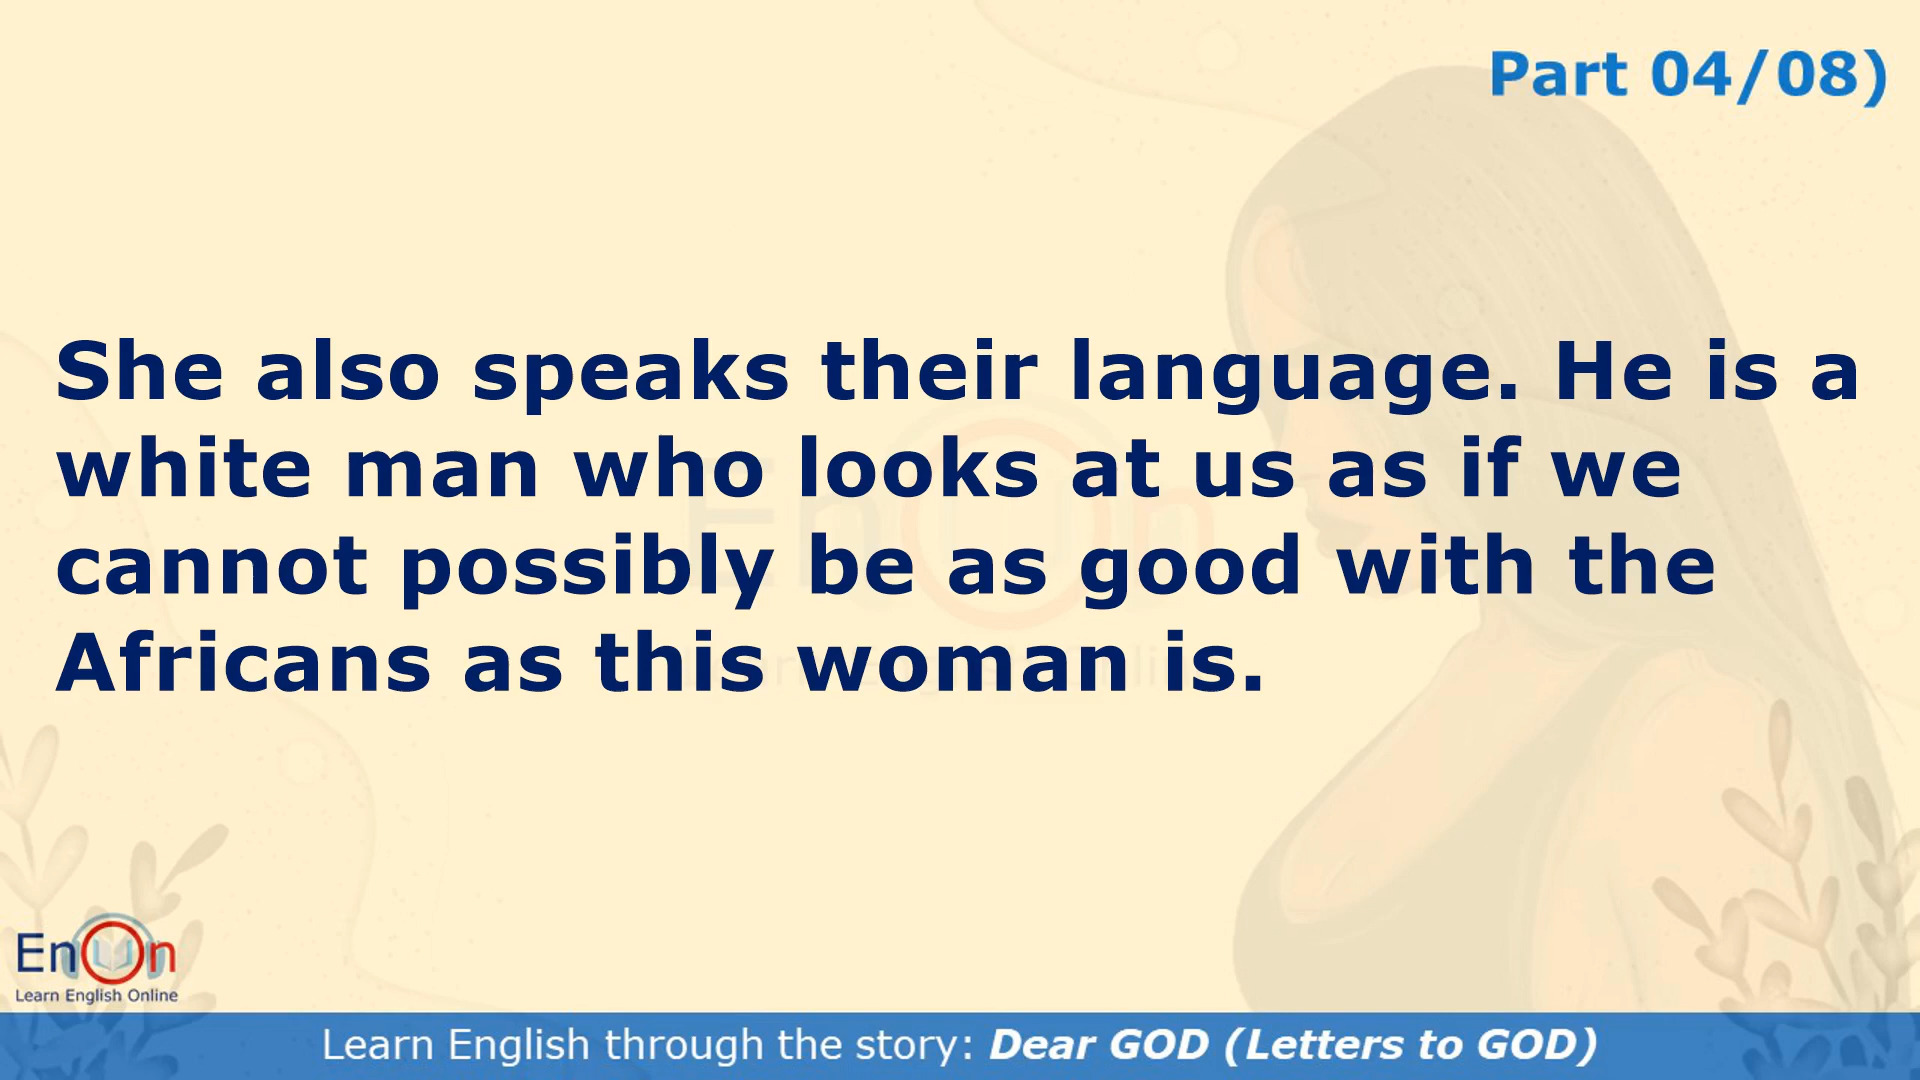 Part 04/08)
She also speaks their language. He is a
white man who looks at us as if we
cannot possibly be as good with the
Africans as this woman is.
EnOn
Learn English Online
Learn English through the story: Dear GOD (Letters to GOD)